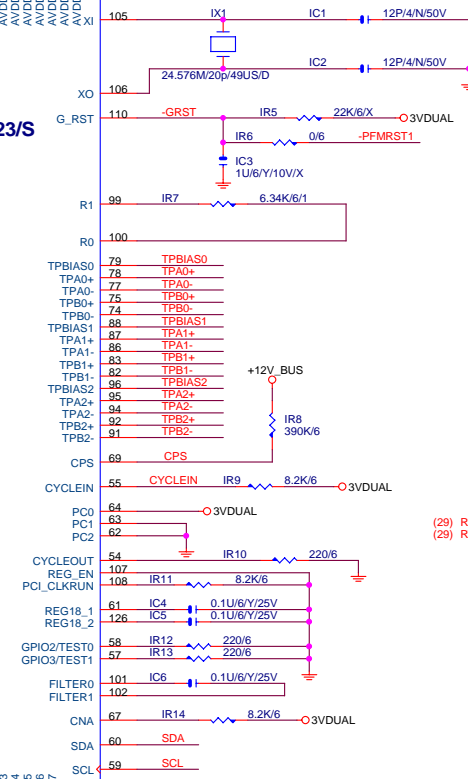 AVDD
AVDD
AVDD
AVDD
AVDD
XI 105 IX1 IC1 12P/4/N/50V
IC2 12P/4/N/50V
24.576M/20p/49US/D
XO 106
G_RST 110 -GRST IR5 22K/6/X 3VDUAL
23/S
IR6 0/6 -PFMRST1
IC3
1U/6/Y/10V/X
R1 99 IR7 6.34K/6/1
R0 100
TPBIAS0 79 TPBIAS0
TPA0+ 78 TPA0+
TPA0- 77 TPA0-
TPB0+ 75 TPB0+
TPB0- 74 TPB0-
TPBIAS1 88 TPBIAS1
TPA1+ 87 TPA1+
TPA1- 86 TPA1-
TPB1+ 83 TPB1+
TPB1- 82 TPB1-
TPBIAS2 96 TPBIAS2
TPA2+ 95 TPA2+
TPA2- 94 TPA2-
TPB2+ 92 TPB2+
TPB2- 91 TPB2-
+12V_BUS
IR8
390K/6
CPS 69 CPS
CYCLEIN 55 CYCLEIN IR9 8.2K/6 3VDUAL
PC0 64 3VDUAL
PC1 63
PC2 62
(29) R
(29) R
CYCLEOUT 54 IR10 220/6
REG_EN 107
PCI_CLKRUN 108 IR11 8.2K/6
REG18_1 61 IC4 0.1U/6/Y/25V
REG18_2 126 IC5 0.1U/6/Y/25V
GPIO2/TEST0 58 IR12 220/6
GPIO3/TEST1 57 IR13 220/6
FILTER0 101 IC6 0.1U/6/Y/25V
FILTER1 102
CNA 67 IR14 8.2K/6 3VDUAL
SDA 60 SDA
SCL 59 SCL